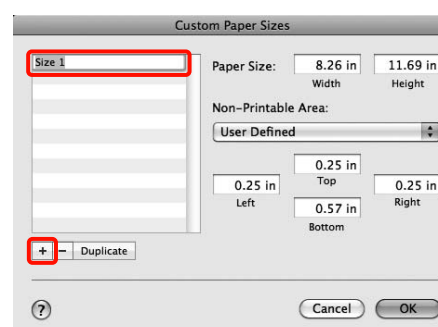 Custom Paper Sizes
Size 1
Paper Size: 8.26 in 11.69 in
Width Height
Non-Printable Area:
User Defined
0.25 in
Top
0.25 in 0.25 in
Left Right
0.57 in
Bottom
+ − Duplicate
? Cancel OK